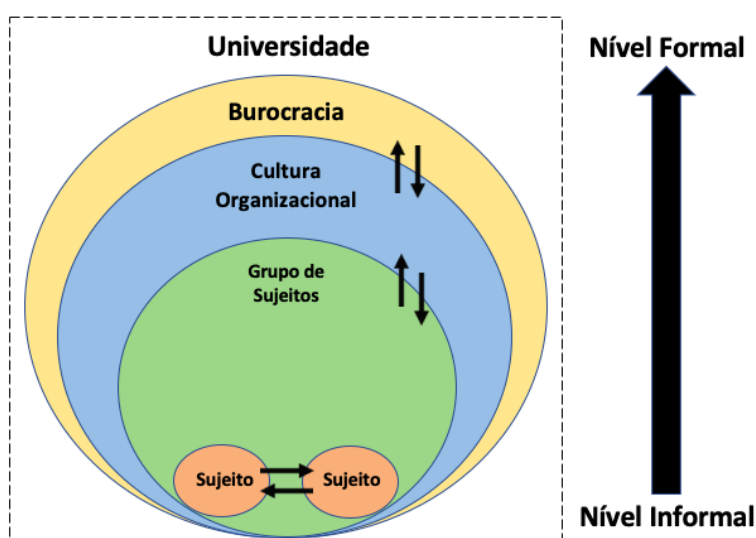 Universidade
Nível Formal
Burocracia
Cultura
Organizacional
Grupo de
Sujeitos
Sujeito
Sujeito
Nível Informal